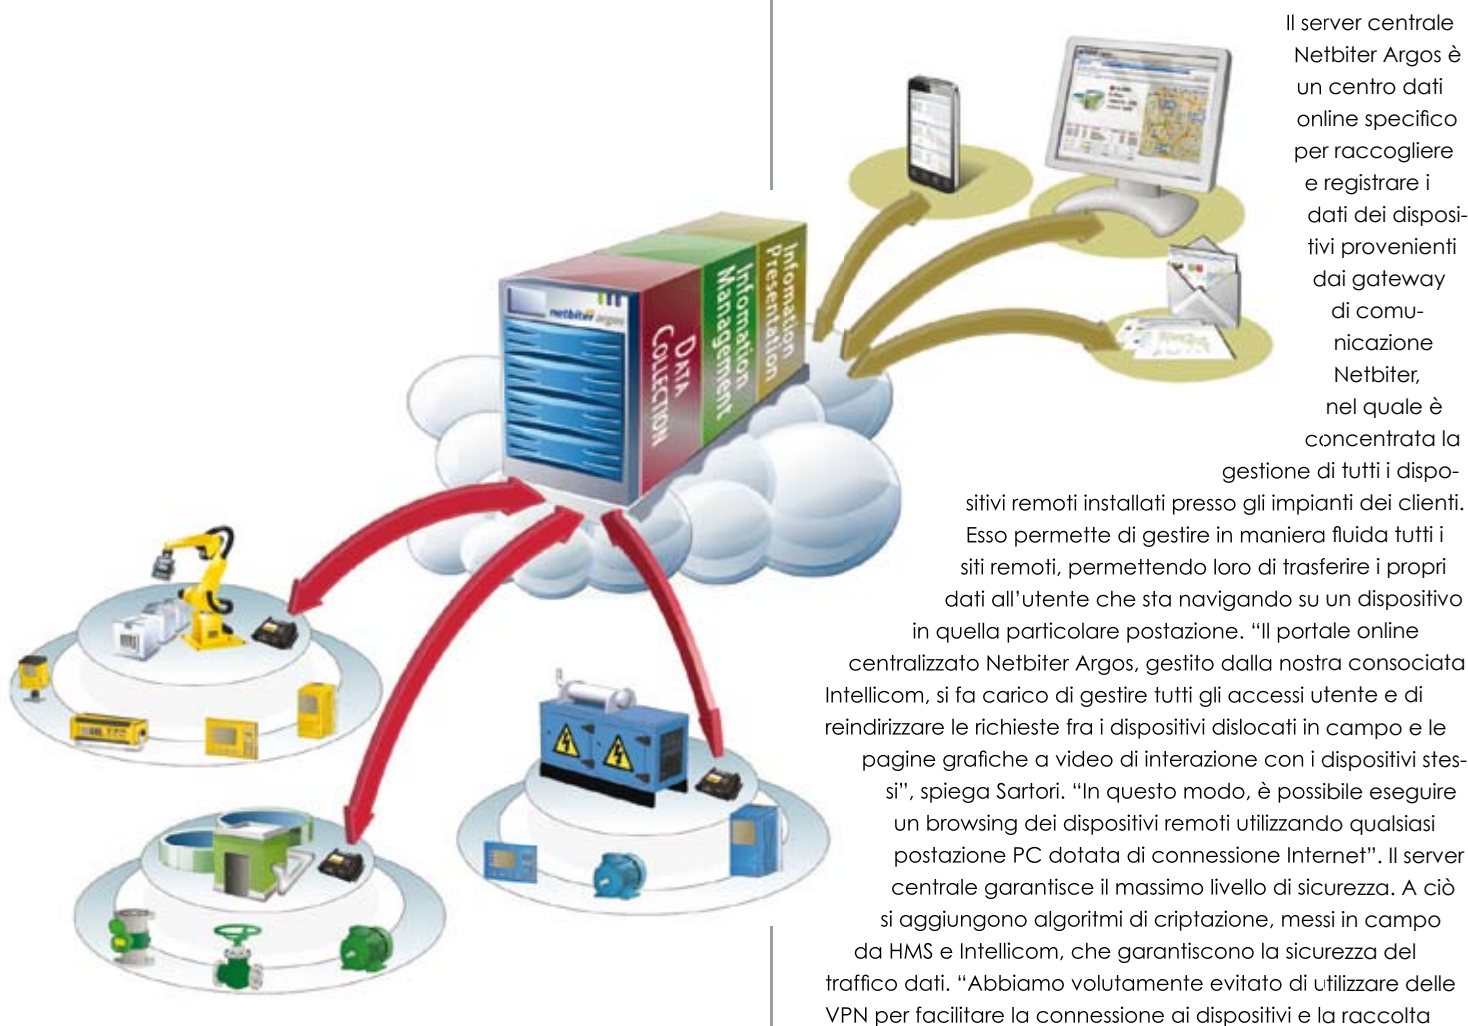 Il server centrale
Netbiter Argos è
un centro dati
online specifico
per raccogliere
e registrare i
dati dei disposi-
tivi provenienti
dai gateway
di comu-
nicazione
Netbiter,
nel quale è
concentrata la
gestione di tutti i dispo-
sitivi remoti installati presso gli impianti dei clienti.
Esso permette di gestire in maniera fluida tutti i
siti remoti, permettendo loro di trasferire i propri
dati all’utente che sta navigando su un dispositivo
in quella particolare postazione. “Il portale online
centralizzato Netbiter Argos, gestito dalla nostra consociata
Intellicom, si fa carico di gestire tutti gli accessi utente e di
reindirizzare le richieste fra i dispositivi dislocati in campo e le
pagine grafiche a video di interazione con i dispositivi stes-
si”, spiega Sartori. “In questo modo, è possibile eseguire
un browsing dei dispositivi remoti utilizzando qualsiasi
postazione PC dotata di connessione Internet”. Il server
centrale garantisce il massimo livello di sicurezza. A ciò
si aggiungono algoritmi di criptazione, messi in campo
da HMS e Intellicom, che garantiscono la sicurezza del
traffico dati. “Abbiamo volutamente evitato di utilizzare delle
VPN per facilitare la connessione ai dispositivi e la raccolta
netbiter argos
Data
Collection
Infomation
Management
Infomation
Presentation